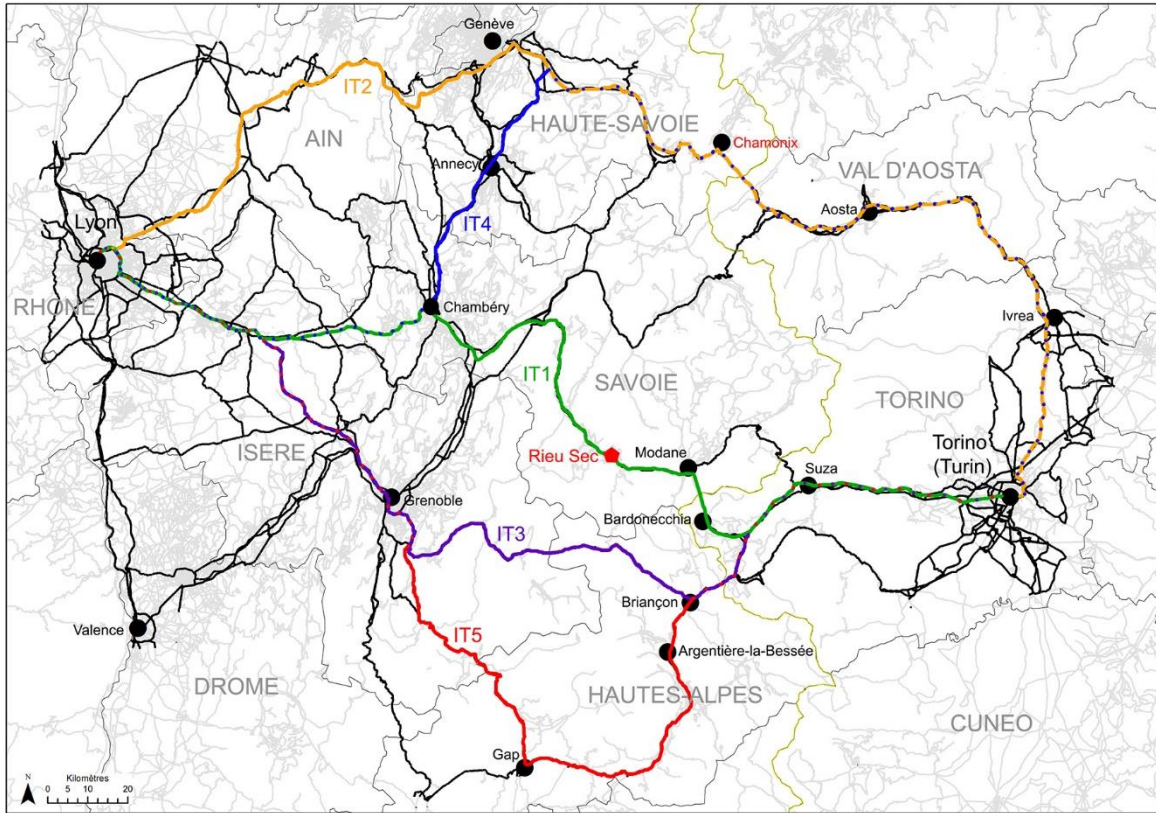 Genève
IT2
AIN
HAUTE-SAVOIE
Chamonix
Annecy
VAL D'AOSTA
Aosta
Lyon
IT4
RHÔNE
Chambéry
Ivrea
IT1
SAVOIE
TORINO
ISERE
Rieu Sec
Modane
Suza
Torino
(Turin)
Grenoble
Bardonecchia
IT3
Briançon
Valence
IT5
Argentière-la-Bessée
DROME
HAUTES-ALPES
CUNEO
Gap
N
Kilomètres
0 5 10 20